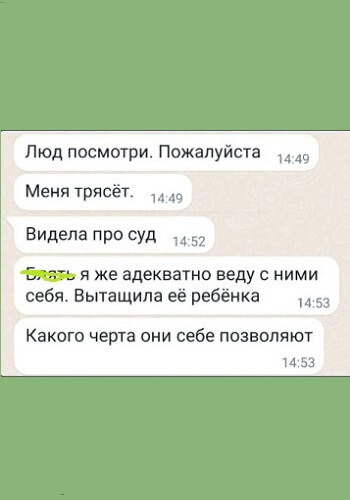 Люд посмотри. Пожалуйста 14:49
Меня трясёт. 14:49
Видела про суд 14:52
Блять я же адекватно веду с ними
себя. Вытащила её ребёнка 14:53
Какого черта они себе позволяют
14:53